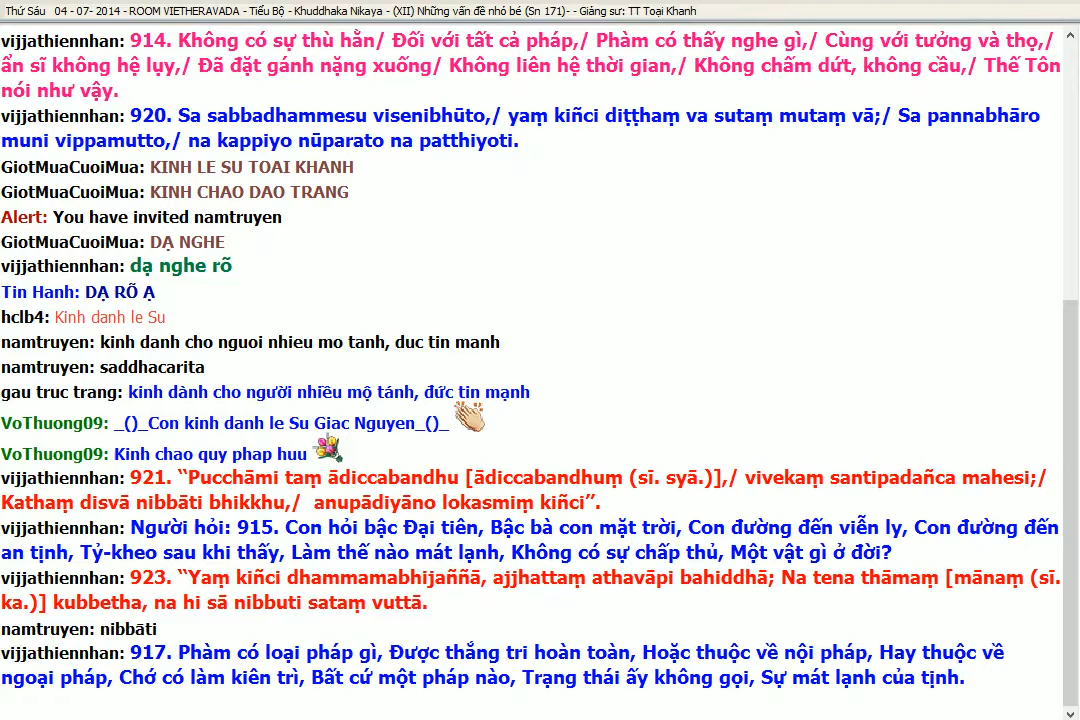 Thứ Sáu 04 - 07- 2014 - ROOM VIETHERAVADA - Tiểu Bộ - Khuddhaka Nikaya - (XII) Những vấn đề nhỏ bé (Sn 171)- - Giảng sư: TT Toại Khanh
vijjathiennhan: 914. Không có sự thù hằn/ Đối với tất cả pháp,/ Phàm có thấy nghe gì,/ Cùng với tưởng và thọ,/
ẩn sĩ không hệ lụy,/ Đã đặt gánh nặng xuống/ Không liên hệ thời gian,/ Không chấm dứt, không cầu,/ Thế Tôn
nói như vậy.
vijjathiennhan: 920. Sa sabbadhammesu visenibhūto,/ yaṃ kiñci diṭṭhaṃ va sutaṃ mutaṃ vā;/ Sa pannabhāro
muni vippamutto,/ na kappiyo nūparato na patthiyoti.
GiotMuaCuoiMua: KINH LE SU TOAI KHANH
GiotMuaCuoiMua: KINH CHAO DAO TRANG
Alert: You have invited namtruyen
GiotMuaCuoiMua: DẠ NGHE
vijjathiennhan: dạ nghe rõ
Tin Hanh: DẠ RÕ Ạ
hclb4: Kinh danh le Su
namtruyen: kinh danh cho nguoi nhieu mo tanh, duc tin manh
namtruyen: saddhacarita
gau truc trang: kinh dành cho người nhiều mộ tánh, đức tin mạnh
VoThuong09: _()_Con kinh danh le Su Giac Nguyen_()_
VoThuong09: Kinh chao quy phap huu
vijjathiennhan: 921. “Pucchāmi taṃ ādiccabandhu [ādiccabandhuṃ (sī. syā.)],/ vivekaṃ santipadañca mahesi;/
Kathaṃ disvā nibbāti bhikkhu,/ anupādiyāno lokasmiṃ kiñci”.
vijjathiennhan: Người hỏi: 915. Con hỏi bậc Đại tiên, Bậc bà con mặt trời, Con đường đến viễn ly, Con đường đến
an tịnh, Tỷ-kheo sau khi thấy, Làm thế nào mát lạnh, Không có sự chấp thủ, Một vật gì ở đời?
vijjathiennhan: 923. “Yaṃ kiñci dhammamabhijaññā, ajjhattaṃ athavāpi bahiddhā; Na tena thāmaṃ [mānaṃ (sī.
ka.)] kubbetha, na hi sā nibbuti sataṃ vuttā.
namtruyen: nibbāti
vijjathiennhan: 917. Phàm có loại pháp gì, Được thắng tri hoàn toàn, Hoặc thuộc về nội pháp, Hay thuộc về
ngoại pháp, Chớ có làm kiên trì, Bất cứ một pháp nào, Trạng thái ấy không gọi, Sự mát lạnh của tịnh.